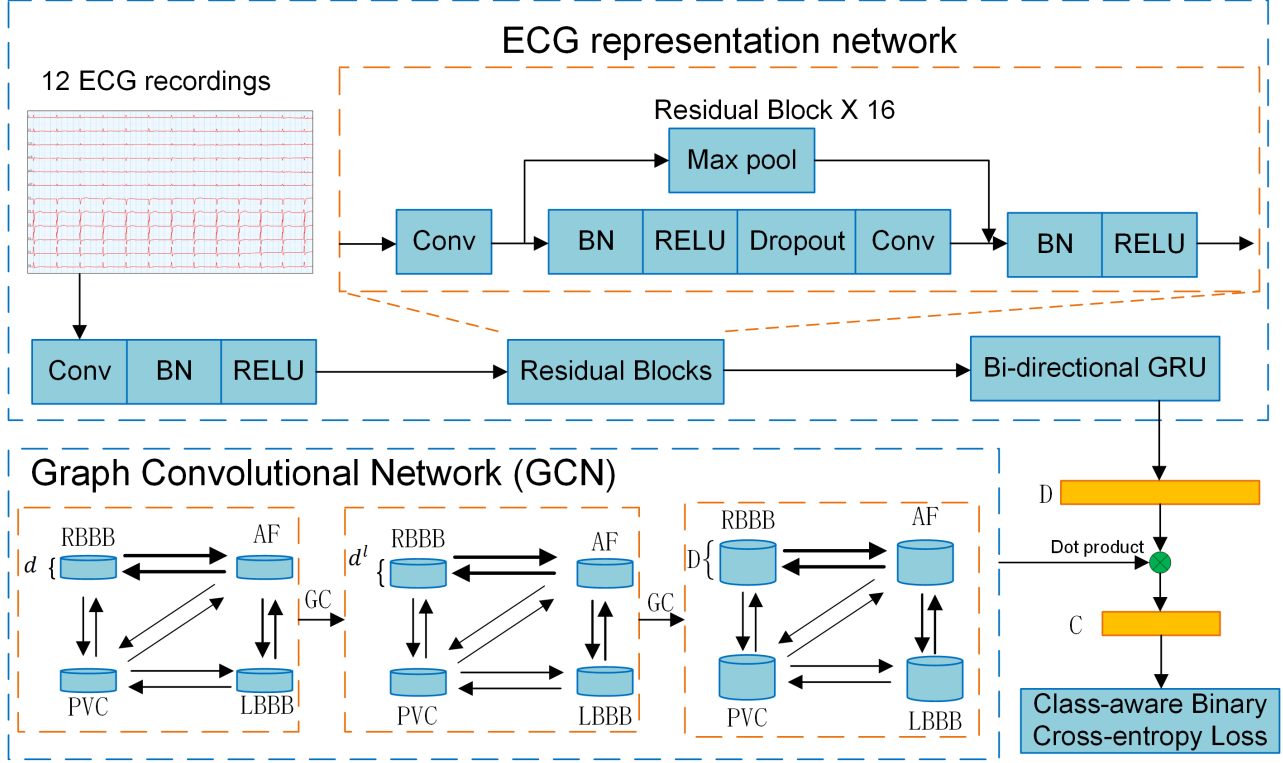 ECG representation network
12 ECG recordings
Residual Block X 16
Max pool
Conv
BN
RELU
Dropout
Conv
BN
RELU
Conv
BN
RELU
Residual Blocks
Bi-directional GRU
Graph Convolutional Network (GCN)
RBBB
AF
d
PVC
LBBB
GC
RBBB
AF
d^l
PVC
LBBB
GC
RBBB
AF
D
PVC
LBBB
D
Dot product
C
Class-aware Binary
Cross-entropy Loss